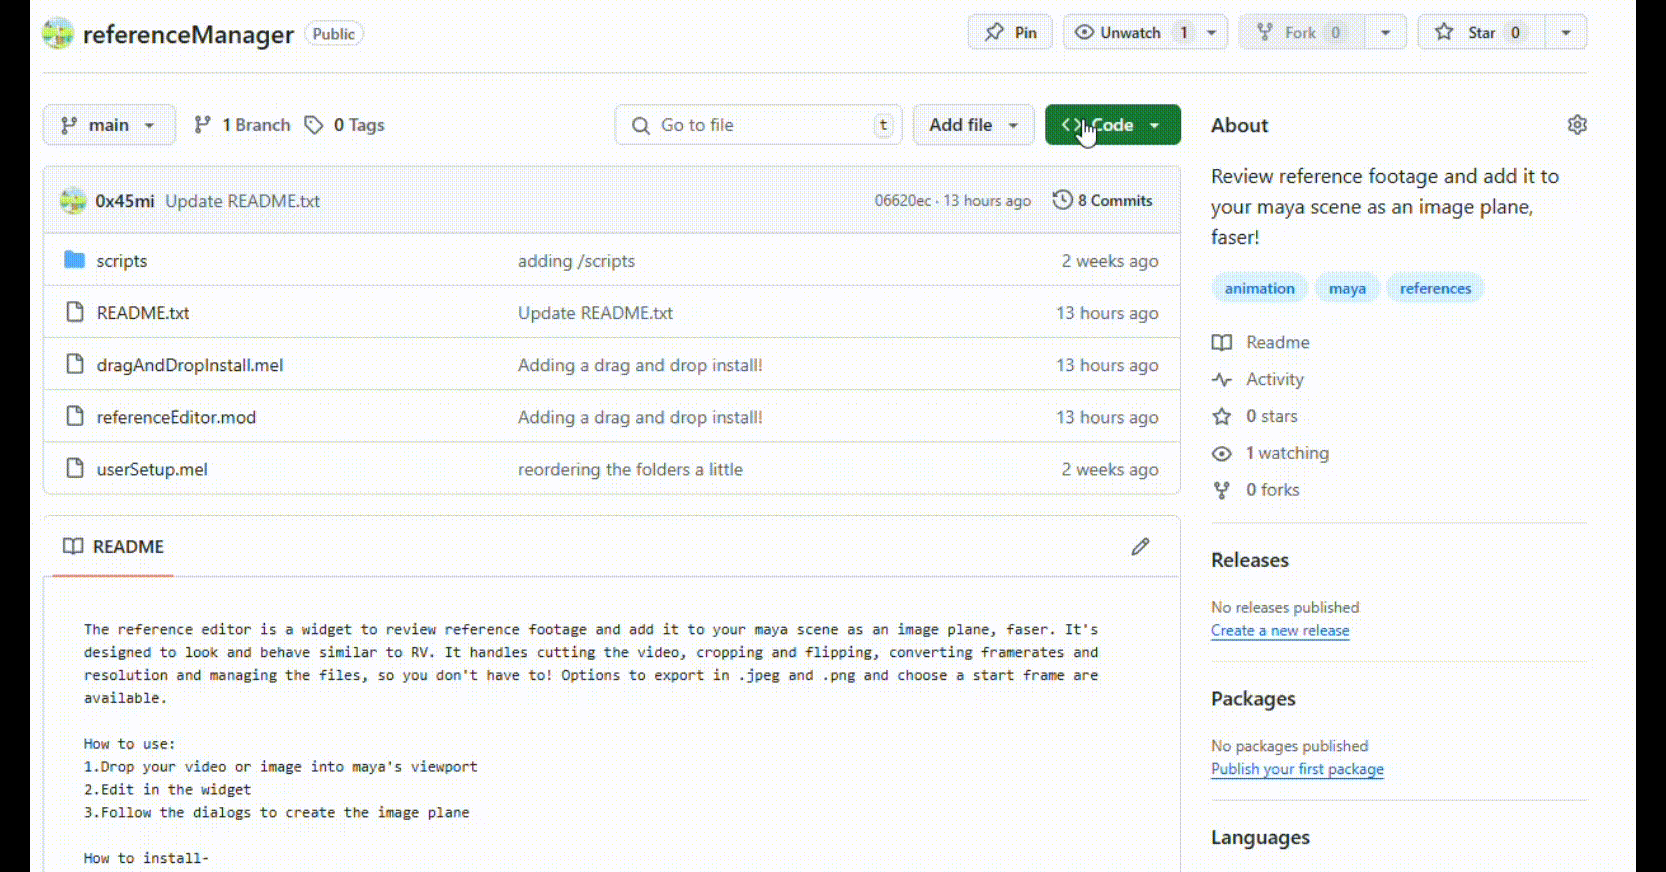 referenceManager Public
Pin
Unwatch 1
Fork 0
Star 0
main
1 Branch
0 Tags
Go to file t
Add file
Code
0x45mi Update README.txt
06620ec · 13 hours ago
8 Commits
scripts adding /scripts 2 weeks ago
README.txt Update README.txt 13 hours ago
dragAndDropInstall.mel Adding a drag and drop install! 13 hours ago
referenceEditor.mod Adding a drag and drop install! 13 hours ago
userSetup.mel reordering the folders a little 2 weeks ago
README
The reference editor is a widget to review reference footage and add it to your maya scene as an image plane, faser. It's
designed to look and behave similar to RV. It handles cutting the video, cropping and flipping, converting framerates and
resolution and managing the files, so you don't have to! Options to export in .jpeg and .png and choose a start frame are
available.
How to use:
1.Drop your video or image into maya's viewport
2.Edit in the widget
3.Follow the dialogs to create the image plane
How to install-
About
Review reference footage and add it to
your maya scene as an image plane,
faser!
animation maya references
Readme
Activity
0 stars
1 watching
0 forks
Releases
No releases published
Create a new release
Packages
No packages published
Publish your first package
Languages